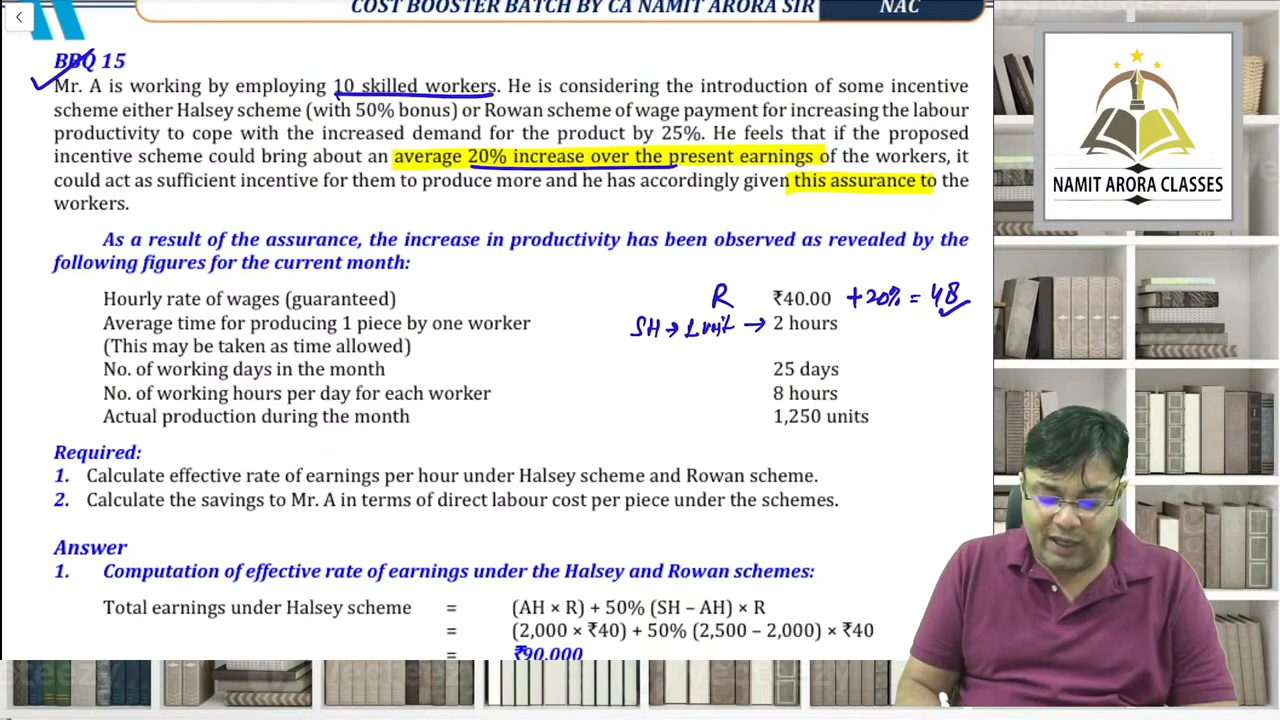 COST BOOSTER BATCH BY CA NAMIT ARORA SIR NAC
BBQ 15
Mr. A is working by employing 10 skilled workers. He is considering the introduction of some incentive
scheme either Halsey scheme (with 50% bonus) or Rowan scheme of wage payment for increasing the labour
productivity to cope with the increased demand for the product by 25%. He feels that if the proposed
incentive scheme could bring about an average 20% increase over the present earnings of the workers, it
could act as sufficient incentive for them to produce more and he has accordingly given this assurance to the
workers.
As a result of the assurance, the increase in productivity has been observed as revealed by the
following figures for the current month:
Hourly rate of wages (guaranteed) R ₹40.00 +20% = 48
Average time for producing 1 piece by one worker SH → 1 unit → 2 hours
(This may be taken as time allowed)
No. of working days in the month 25 days
No. of working hours per day for each worker 8 hours
Actual production during the month 1,250 units
Required:
1. Calculate effective rate of earnings per hour under Halsey scheme and Rowan scheme.
2. Calculate the savings to Mr. A in terms of direct labour cost per piece under the schemes.
Answer
1. Computation of effective rate of earnings under the Halsey and Rowan schemes:
Total earnings under Halsey scheme = (AH × R) + 50% (SH – AH) × R
= (2,000 × ₹40) + 50% (2,500 – 2,000) × ₹40
= ₹90,000
NAMIT ARORA CLASSES